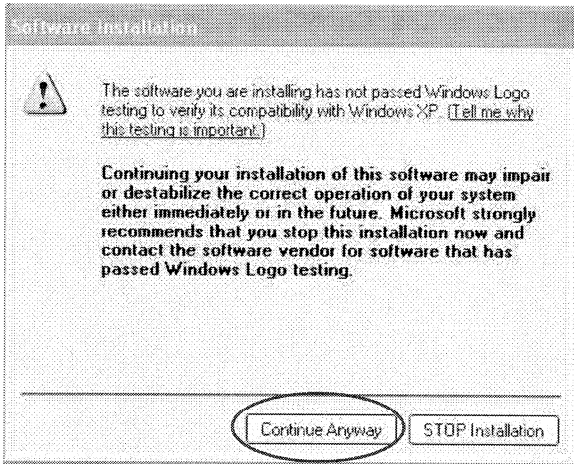 Software Installation
The software you are installing has not passed Windows Logo
testing to verify its compatibility with Windows XP. (Tell me why
this testing is important.)
Continuing your installation of this software may impair
or destabilize the correct operation of your system
either immediately or in the future. Microsoft strongly
recommends that you stop this installation now and
contact the software vendor for software that has
passed Windows Logo testing.
Continue Anyway
STOP Installation